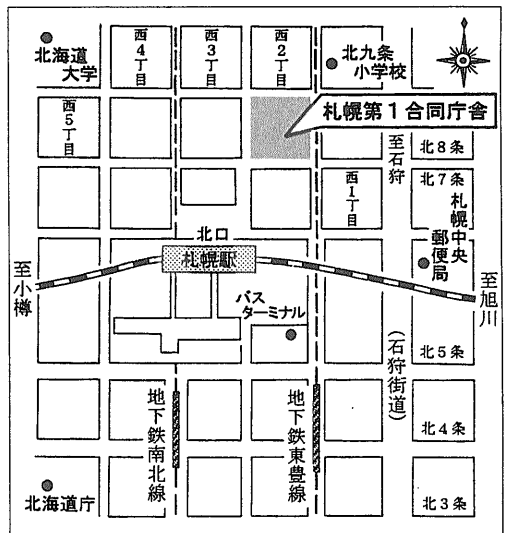 北海道
大学
西4丁目
西3丁目
西2丁目
北九条
小学校
西5丁目
札幌第1合同庁舎
至石狩
北8条
西1丁目
北7条
札幌中央
郵便局
北口
札幌駅
至小樽
至旭川
バス
ターミナル
(石狩街道)
北5条
地下鉄南北線
地下鉄東豊線
北4条
北海道庁
北3条